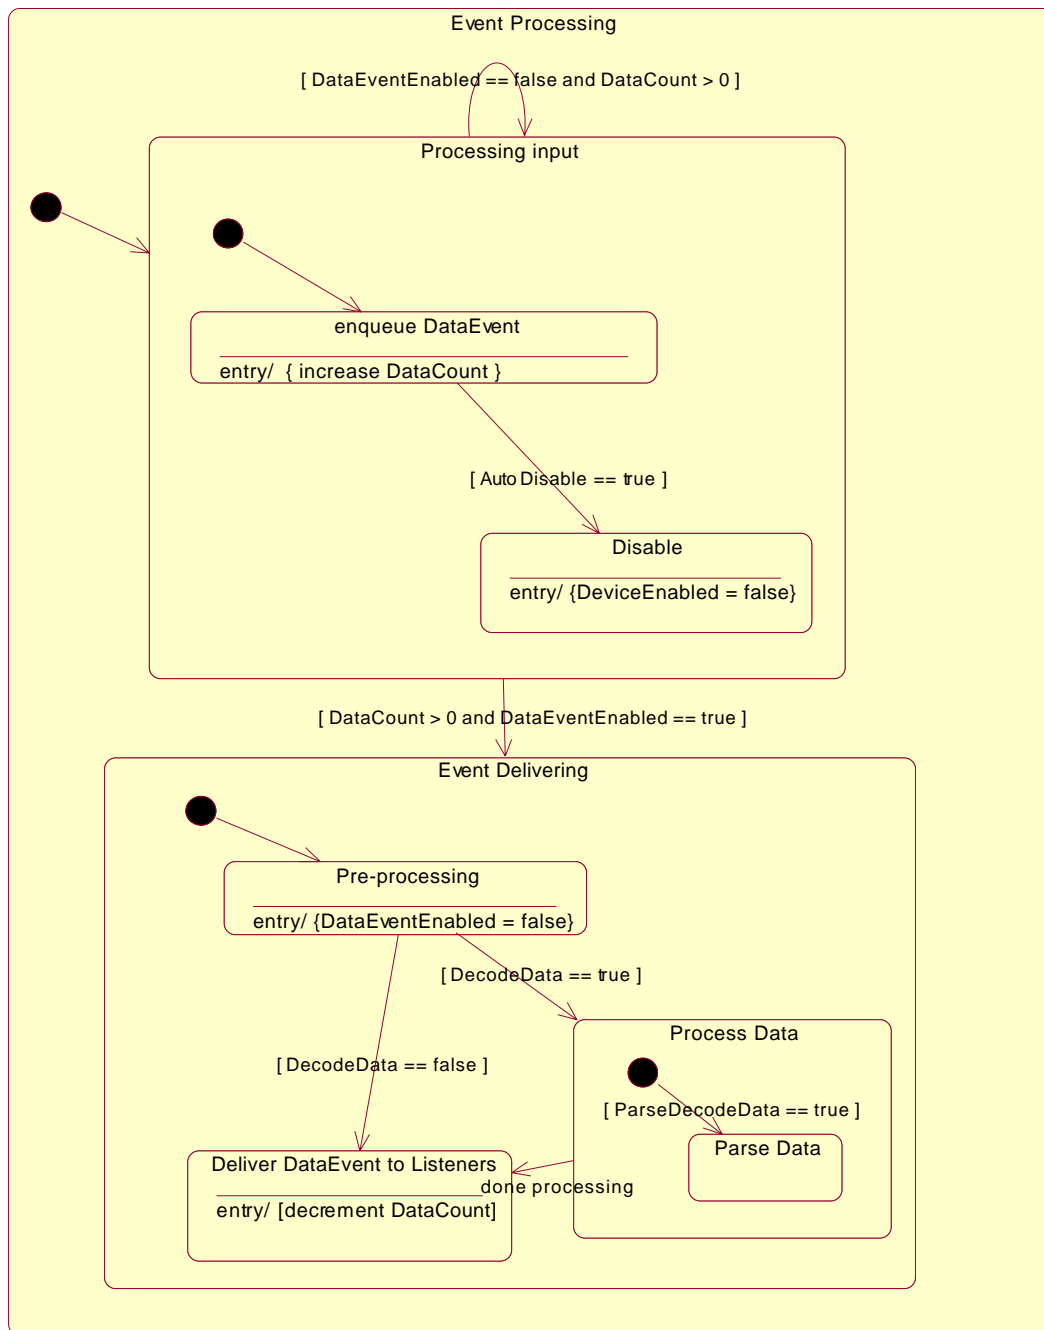 Event Processing
[ DataEventEnabled == false and DataCount > 0 ]
Processing input
enqueue DataEvent
entry/ { increase DataCount }
[ AutoDisable == true ]
Disable
entry/ {DeviceEnabled = false}
[ DataCount > 0 and DataEventEnabled == true ]
Event Delivering
Pre-processing
entry/ {DataEventEnabled = false}
[ DecodeData == true ]
Process Data
[ DecodeData == false ]
[ ParseDecodeData == true ]
Parse Data
Deliver DataEvent to Listeners
done processing
entry/ [decrement DataCount]